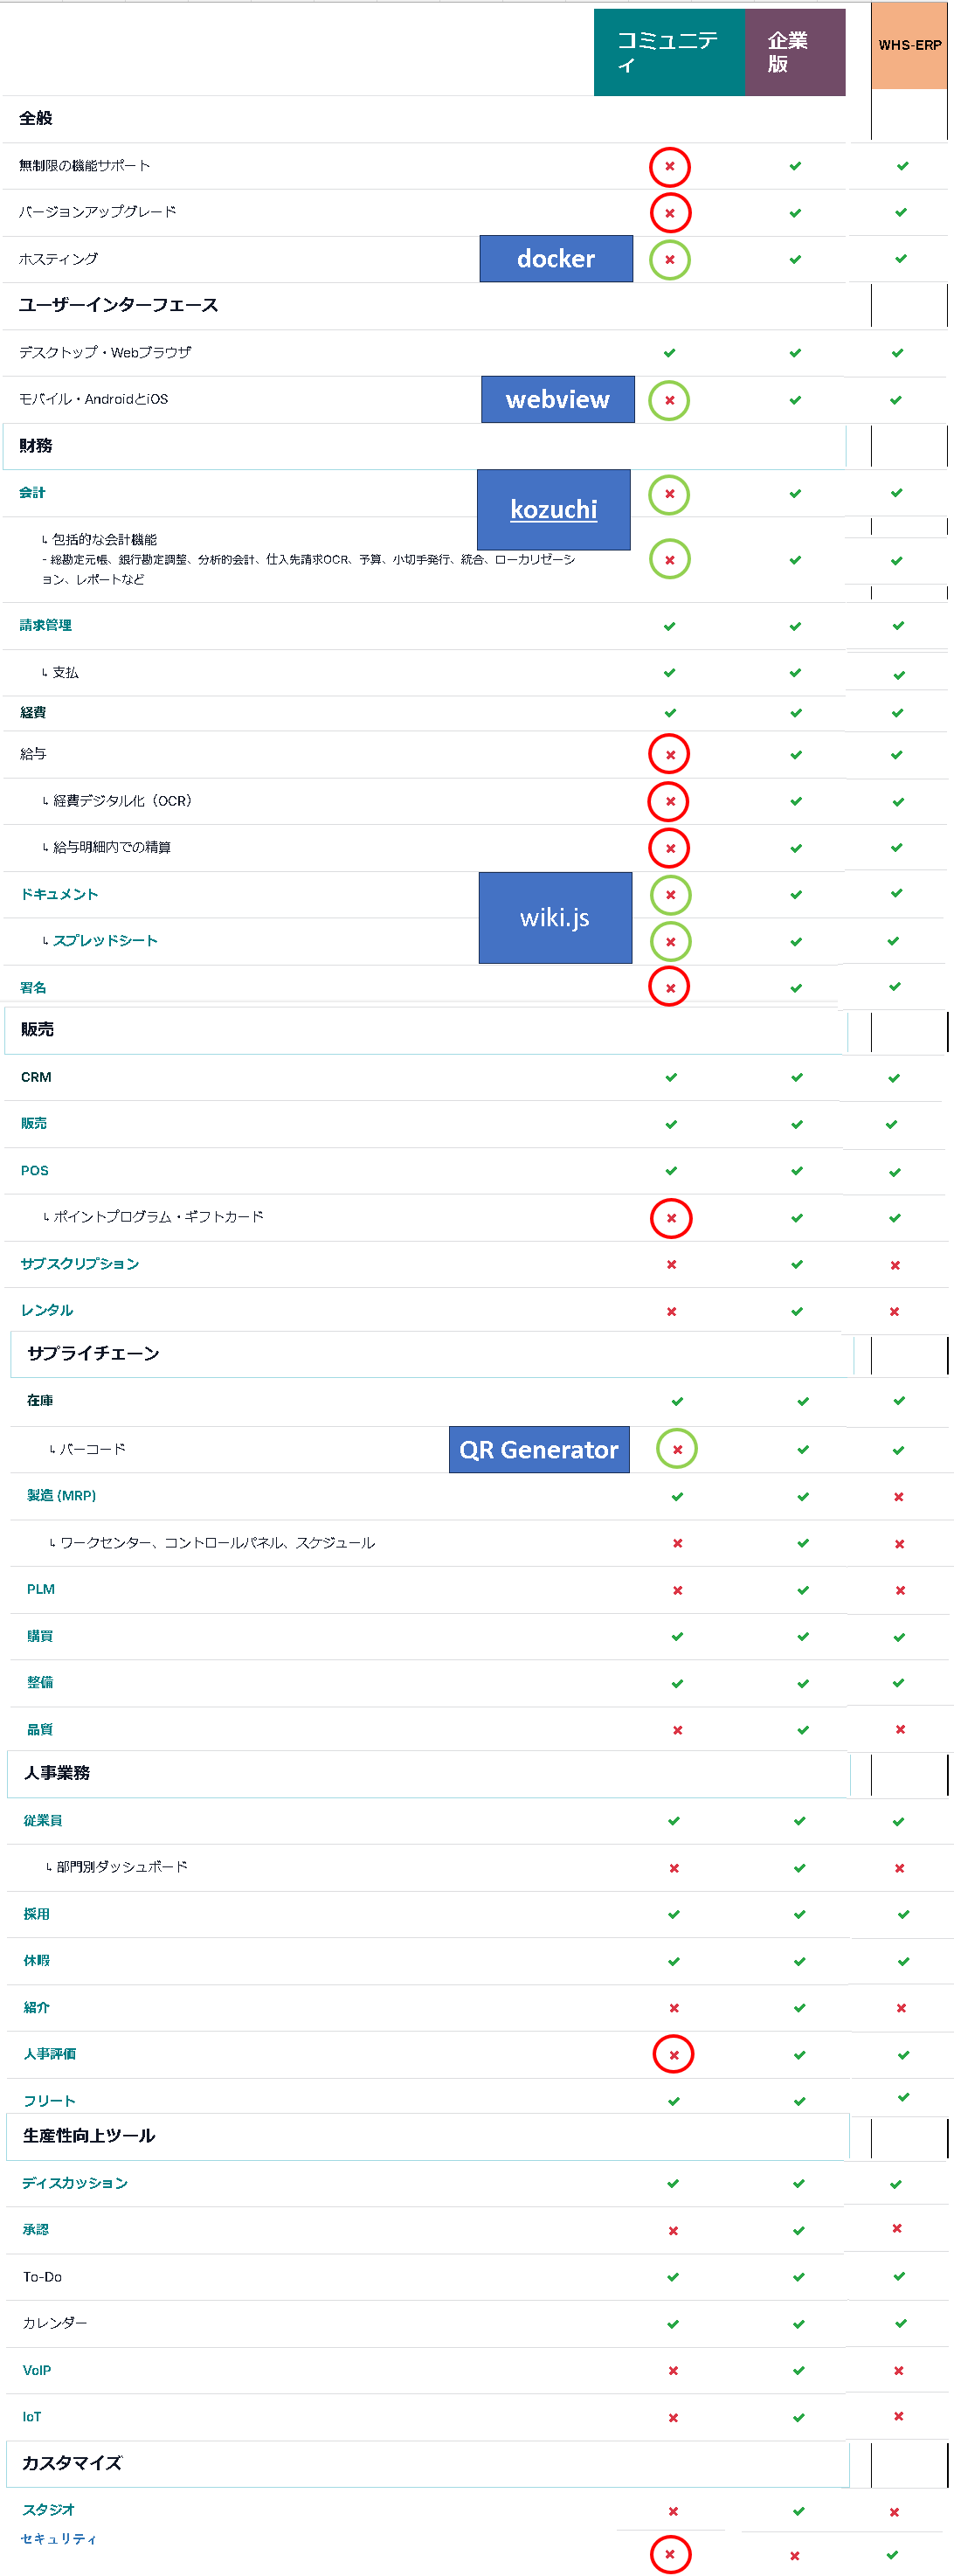 コミュニテ
ィ
企業
版
WHS-ERP
全般
無制限の機能サポート
バージョンアップグレード
ホスティング
docker
ユーザーインターフェース
デスクトップ・Webブラウザ
モバイル・AndroidとiOS
webview
財務
会計
kozuchi
↳ 包括的な会計機能
- 総勘定元帳、銀行勘定調整、分析的会計、仕入先請求OCR、予算、小切手発行、統合、ローカリゼーシ
ョン、レポートなど
請求管理
↳ 支払
経費
給与
↳ 経費デジタル化（OCR）
↳ 給与明細内での精算
ドキュメント
wiki.js
↳ スプレッドシート
署名
販売
CRM
販売
POS
↳ ポイントプログラム・ギフトカード
サブスクリプション
レンタル
サプライチェーン
在庫
↳ バーコード
QR Generator
製造 (MRP)
↳ ワークセンター、コントロールパネル、スケジュール
PLM
購買
整備
品質
人事業務
従業員
↳ 部門別ダッシュボード
採用
休暇
紹介
人事評価
フリート
生産性向上ツール
ディスカッション
承認
To-Do
カレンダー
VoIP
IoT
カスタマイズ
スタジオ
セキュリティ